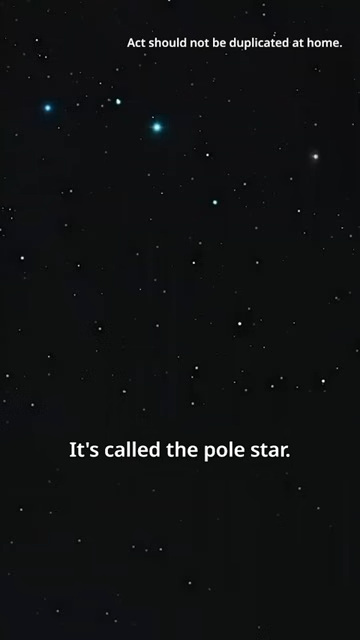 Act should not be duplicated at home.
It's called the pole star.